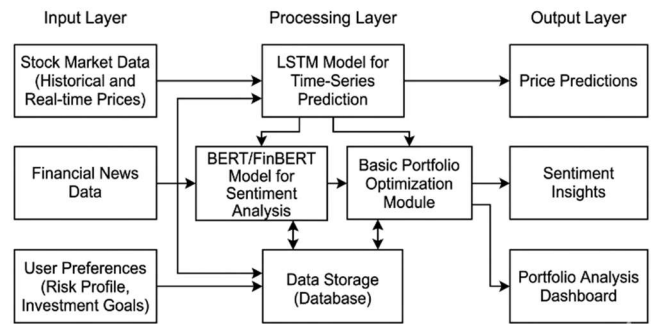 Input Layer
Processing Layer
Output Layer
Stock Market Data
(Historical and
Real-time Prices)
LSTM Model for
Time-Series
Prediction
Price Predictions
Financial News
Data
BERT/FinBERT
Model for
Sentiment
Analysis
Basic Portfolio
Optimization
Module
Sentiment
Insights
User Preferences
(Risk Profile,
Investment Goals)
Data Storage
(Database)
Portfolio Analysis
Dashboard